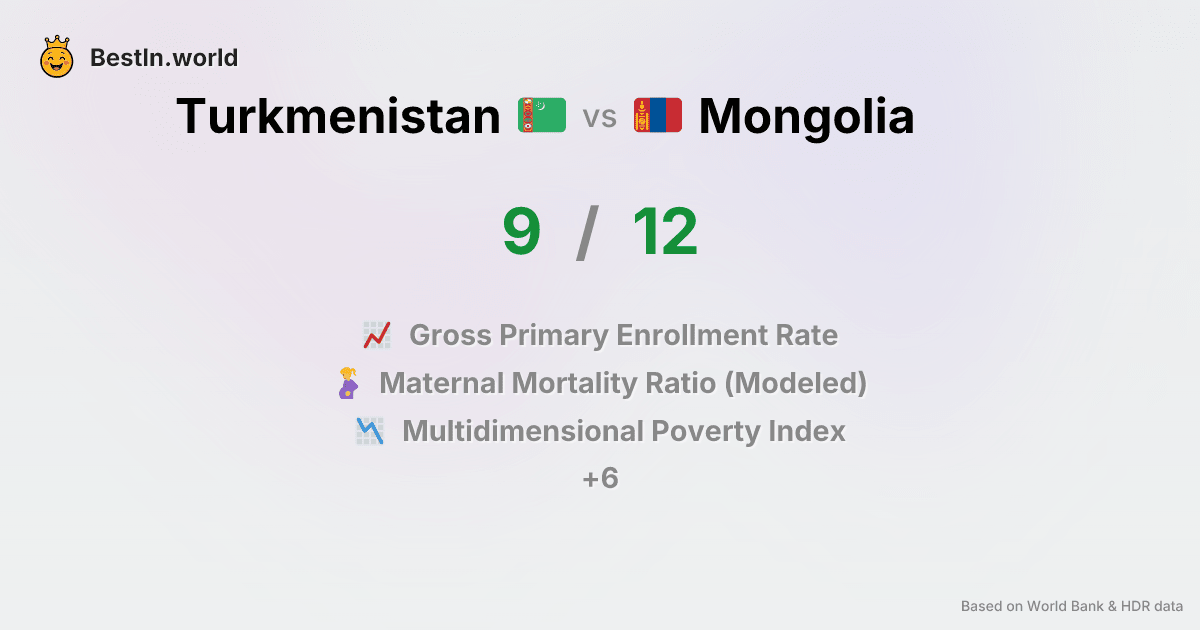 BestIn.world
Turkmenistan vs Mongolia
9 / 12
Gross Primary Enrollment Rate
Maternal Mortality Ratio (Modeled)
Multidimensional Poverty Index
+6
Based on World Bank & HDR data